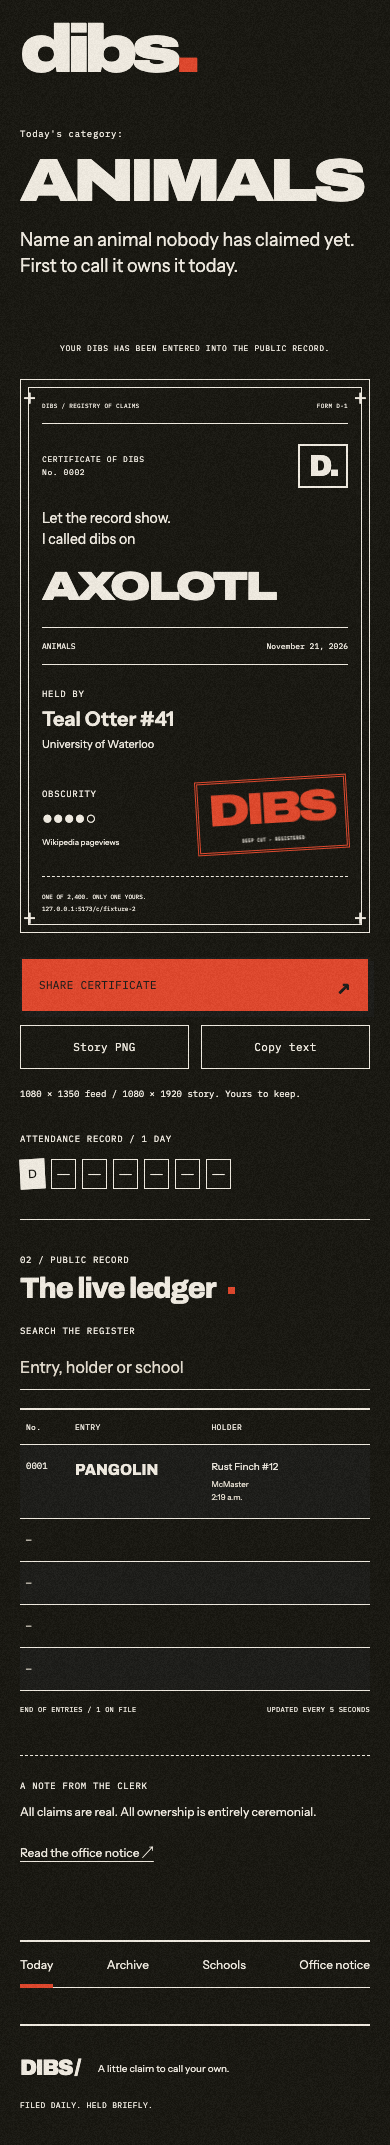 dibs.
Today's category:
ANIMALS
Name an animal nobody has claimed yet.
First to call it owns it today.
YOUR DIBS HAS BEEN ENTERED INTO THE PUBLIC RECORD.
DIBS / REGISTRY OF CLAIMS FORM D-1
CERTIFICATE OF DIBS
No. 0002
D.
Let the record show.
I called dibs on
AXOLOTL
ANIMALS November 21, 2026
HELD BY
Teal Otter #41
University of Waterloo
OBSCURITY
Wikipedia pageviews
DIBS
DEEP CUT · REGISTERED
ONE OF 2,400. ONLY ONE YOURS.
127.0.0.1:5173/c/fixture-2
SHARE CERTIFICATE ↗
Story PNG Copy text
1080 × 1350 feed / 1080 × 1920 story. Yours to keep.
ATTENDANCE RECORD / 1 DAY
D — — — — — —
02 / PUBLIC RECORD
The live ledger
SEARCH THE REGISTER
Entry, holder or school
No. ENTRY HOLDER
0001 PANGOLIN Rust Finch #12
McMaster
2:19 a.m.
—
—
—
—
END OF ENTRIES / 1 ON FILE UPDATED EVERY 5 SECONDS
A NOTE FROM THE CLERK
All claims are real. All ownership is entirely ceremonial.
Read the office notice ↗
Today Archive Schools Office notice
DIBS/ A little claim to call your own.
FILED DAILY. HELD BRIEFLY.